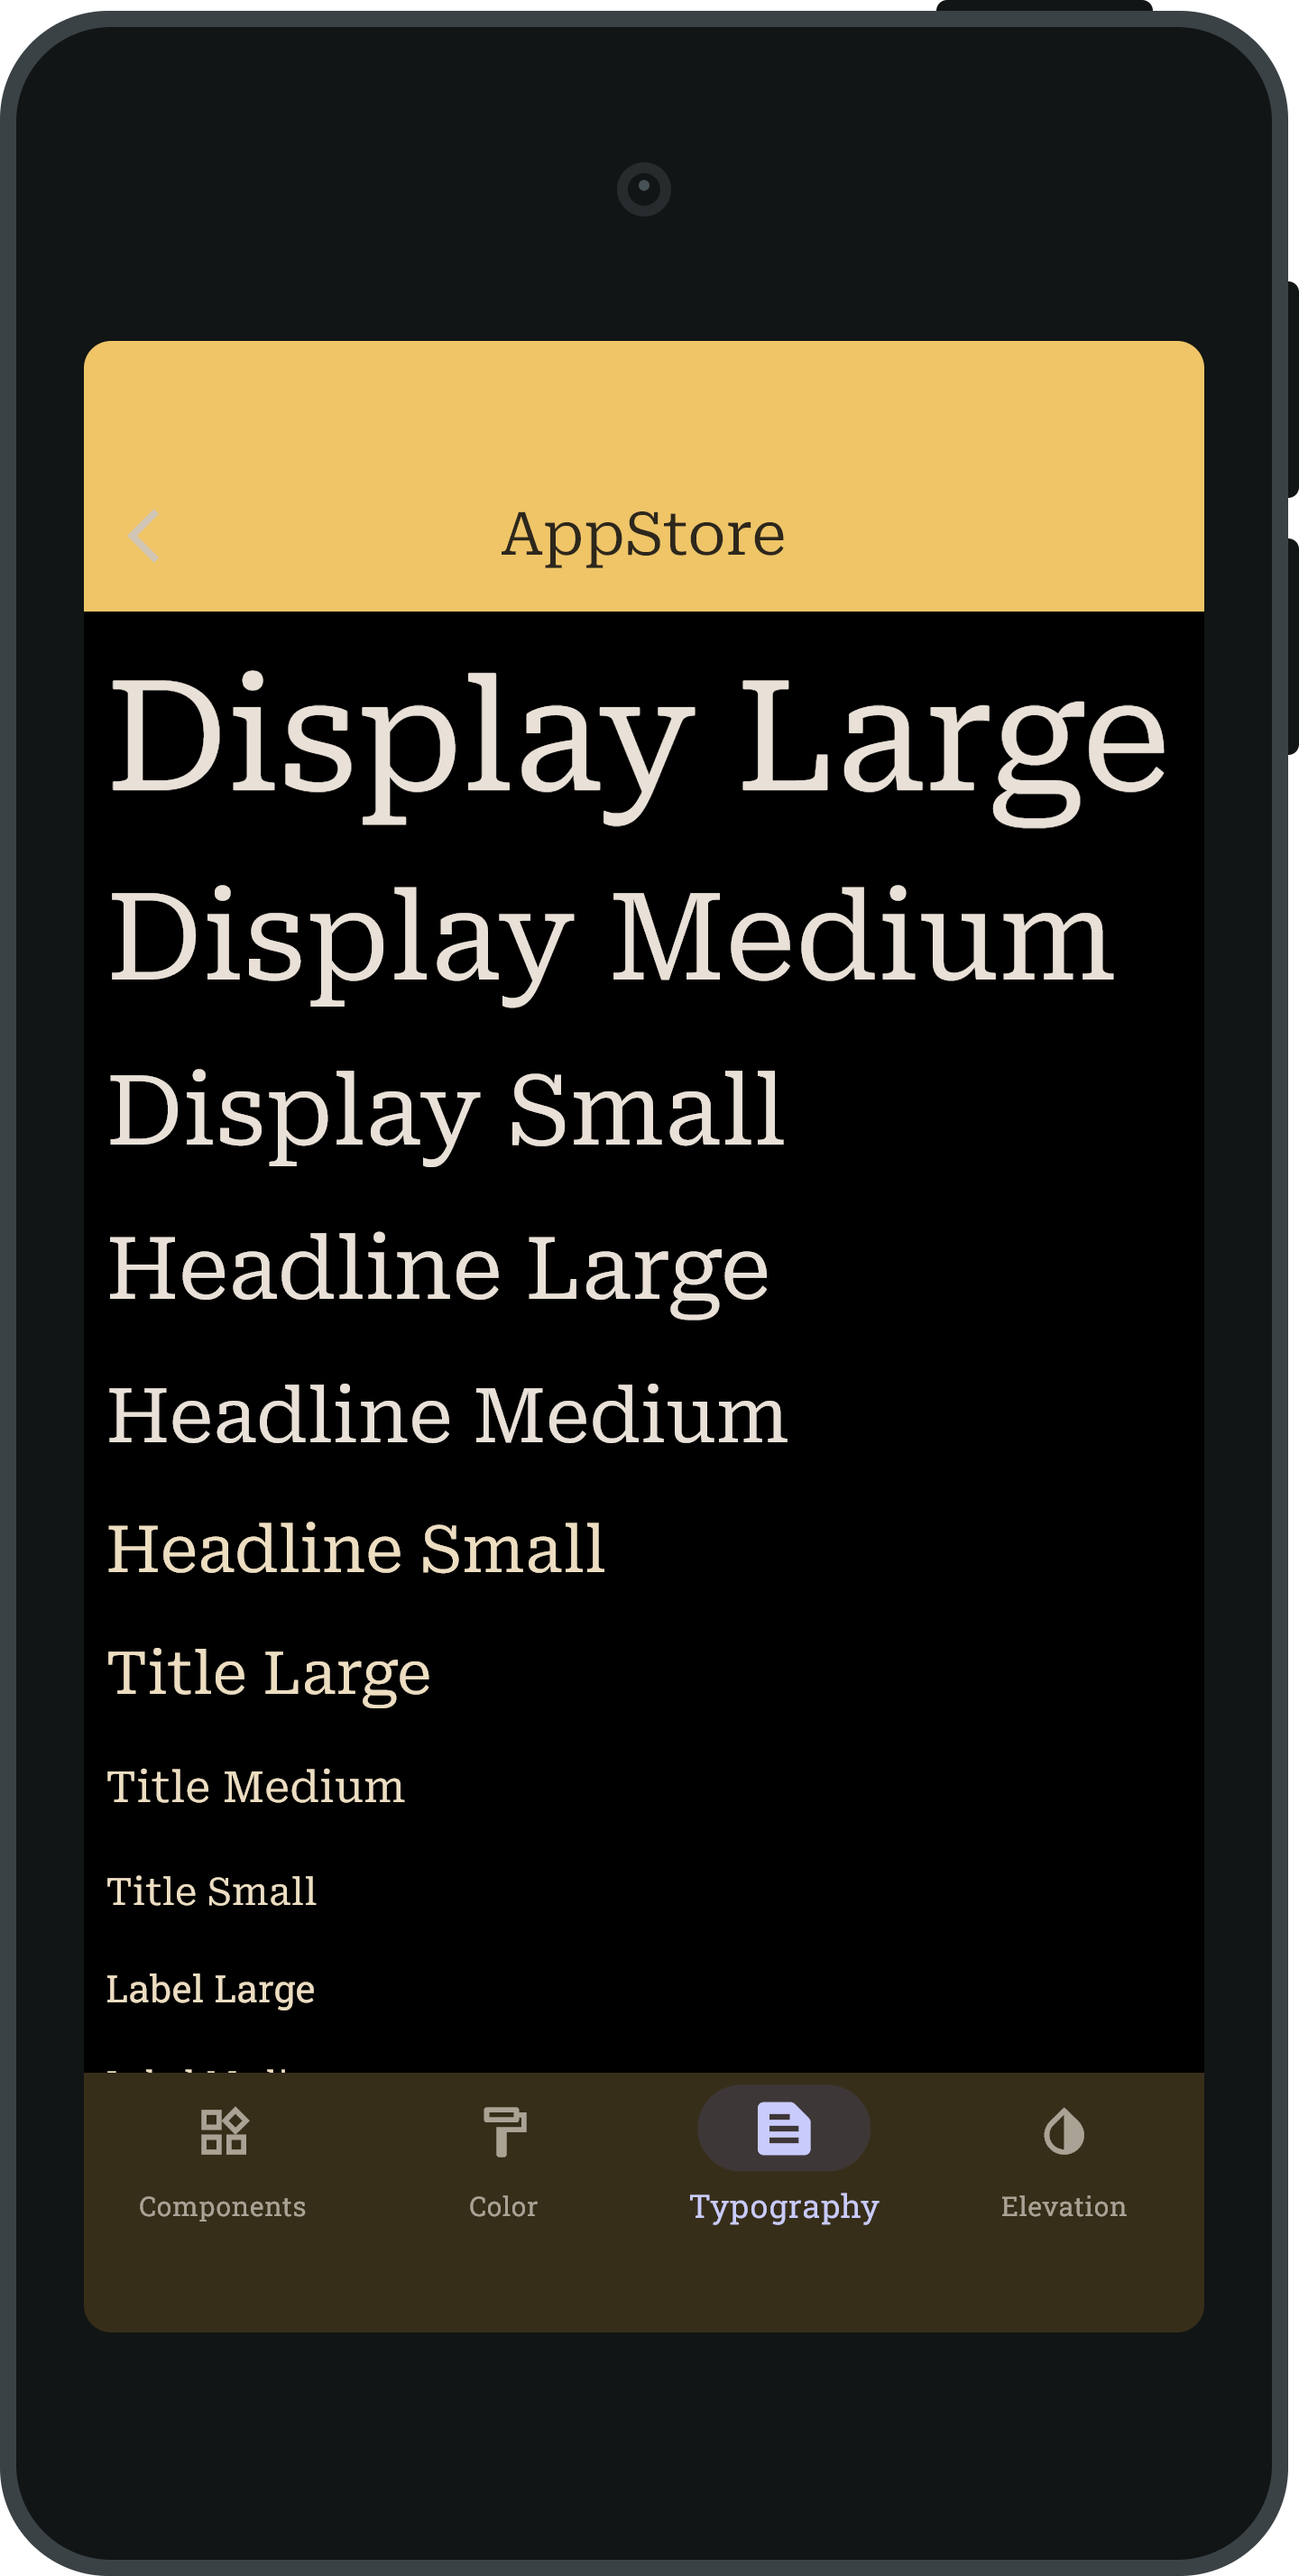 AppStore
Display Large
Display Medium
Display Small
Headline Large
Headline Medium
Headline Small
Title Large
Title Medium
Title Small
Label Large
Components
Color
Typography
Elevation